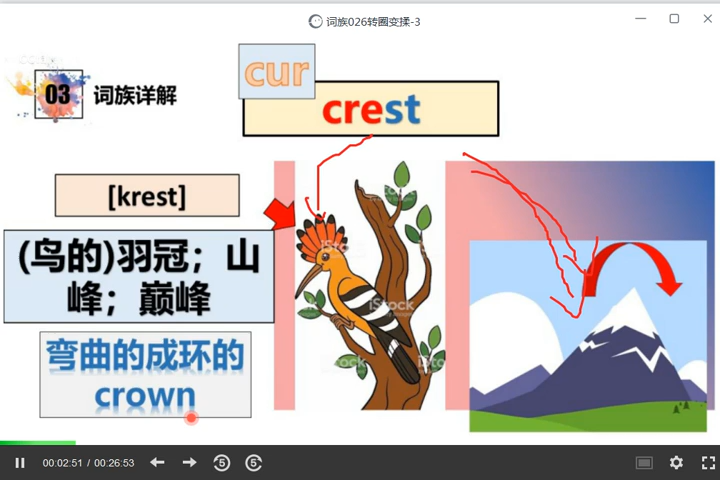 词族026转圈变揉-3
cur
03 词族详解
crest
[krest]
(鸟的)羽冠；山
峰；巅峰
弯曲的成环的
crown
iStock
iStock
iStock
iStock
00:02:51 / 00:26:53
5 5